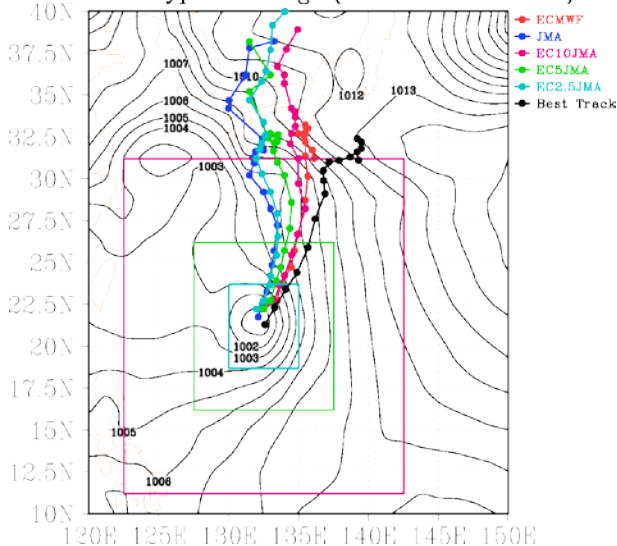 40N
37.5N
35N
32.5N
30N
27.5N
25N
22.5N
20N
17.5N
15N
12.5N
10N
120E 125E 130E 135E 140E 145E 150E
ECMWF
JMA
EC10JMA
EC5JMA
EC2.5JMA
Best Track
1007
1010
1006
1005
1004
1012
1013
1003
1002
1003
1004
1005
1006